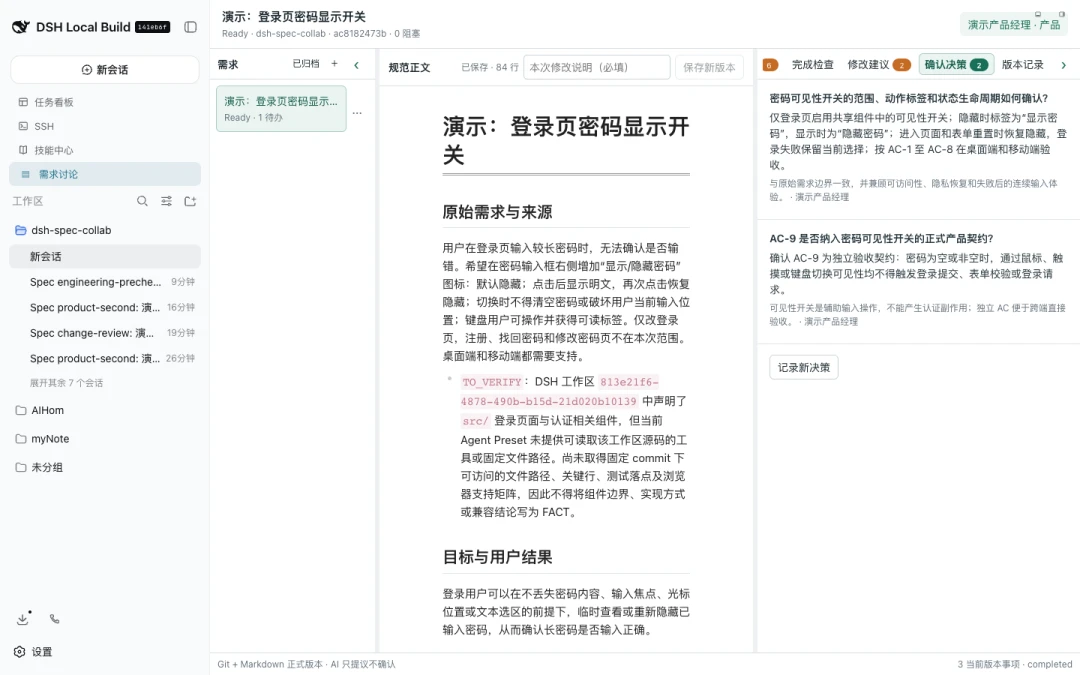 DSH Local Build 141eb6f
新会话
任务看板
SSH
技能中心
需求讨论
工作区
dsh-spec-collab
新会话
Spec engineering-preche... 9分钟
Spec product-second: 演... 16分钟
Spec change-review: 演... 19分钟
Spec product-second: 演... 26分钟
展开其余 7 个会话
AIHom
myNote
未分组
设置
演示：登录页密码显示开关
Ready · dsh-spec-collab · ac8182473b · 0 阻塞
演示产品经理 · 产品
需求
已归档
演示：登录页密码显示...
Ready · 1 待办
规范正文
已保存 · 84 行
本次修改说明（必填）
保存新版本
演示：登录页密码显示开
关
原始需求与来源
用户在登录页输入较长密码时，无法确认是否输
错。希望在密码输入框右侧增加“显示/隐藏密码”
图标：默认隐藏；点击后显示明文，再次点击恢复
隐藏；切换时不得清空密码或破坏用户当前输入位
置；键盘用户可操作并获得可读标签。仅改登录
页，注册、找回密码和修改密码页不在本次范围。
桌面端和移动端都需要支持。
TO_VERIFY：DSH 工作区 813e21f6-
4878-490b-b15d-21d020b10139 中声明了
src/ 登录页面与认证相关组件，但当前
Agent Preset 未提供可读取该工作区源码的工
具或固定文件路径。尚未取得固定 commit 下
可访问的文件路径、关键行、测试落点及浏览
器支持矩阵，因此不得将组件边界、实现方式
或兼容结论写为 FACT。
目标与用户结果
登录用户可以在不丢失密码内容、输入焦点、光标
位置或文本选区的前提下，临时查看或重新隐藏已
输入密码，从而确认长密码是否输入正确。
6 完成检查 修改建议 2 确认决策 2 版本记录
密码可见性开关的范围、动作标签和状态生命周期如何确认？
仅登录页启用共享组件中的可见性开关；隐藏时标签为“显示密
码”，显示时为“隐藏密码”；进入页面和表单重置时恢复隐藏，登
录失败保留当前选择；按 AC-1 至 AC-8 在桌面端和移动端验
收。
与原始需求边界一致，并兼顾可访问性、隐私恢复和失败后的连续输入体
验。 · 演示产品经理
AC-9 是否纳入密码可见性开关的正式产品契约？
确认 AC-9 为独立验收契约：密码为空或非空时，通过鼠标、触
摸或键盘切换可见性均不得触发登录提交、表单校验或登录请
求。
可见性开关是辅助输入操作，不能产生认证副作用；独立 AC 便于跨端直接
验收。 · 演示产品经理
记录新决策
Git + Markdown 正式版本 · AI 只提议不确认
3 当前版本事项 · completed